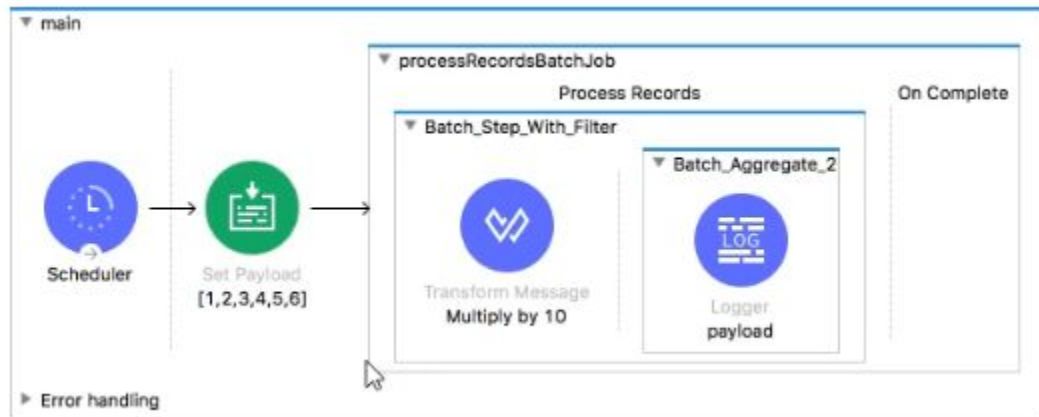 main
processRecordsBatchJob
Process Records
On Complete
Batch_Step_With_Filter
Batch_Aggregate_2
LOG
Scheduler
Set Payload
[1,2,3,4,5,6]
Transform Message
Multiply by 10
Logger
payload
Error handling